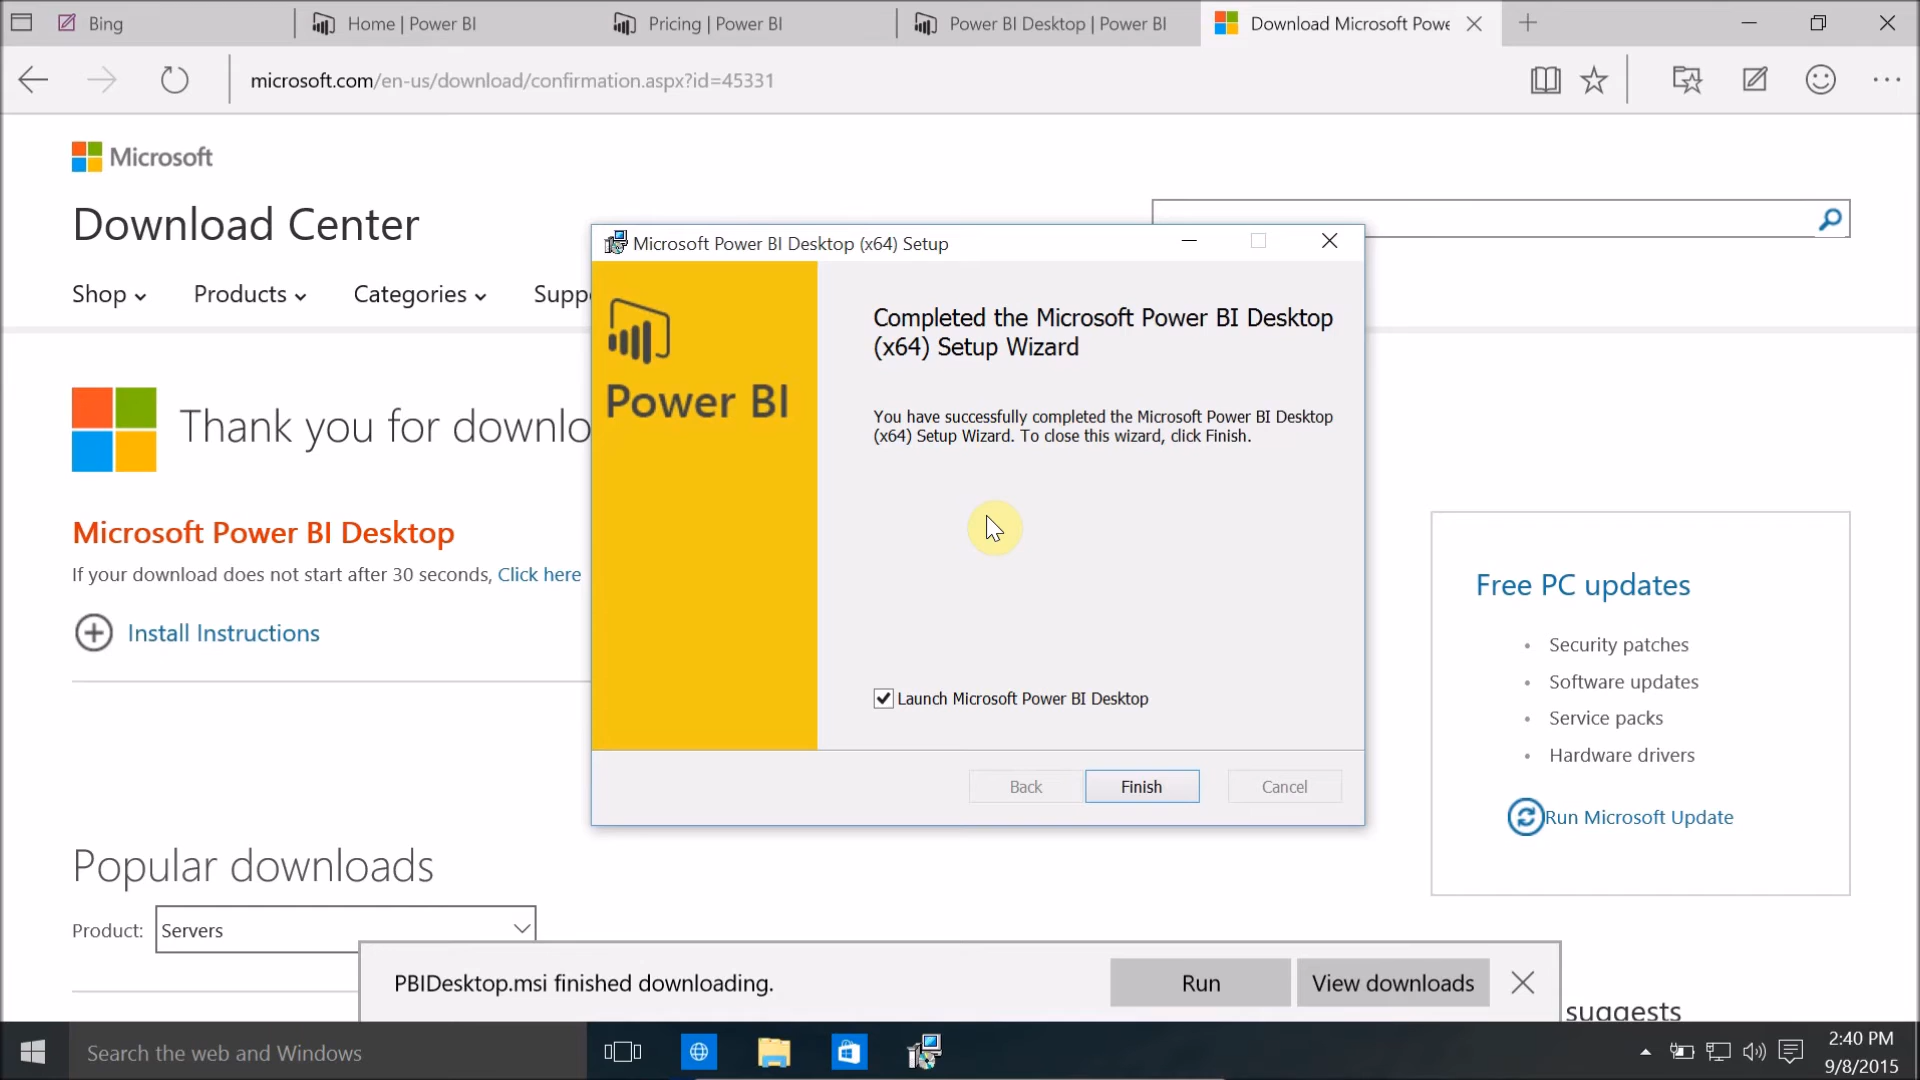 Bing
Home | Power BI
Pricing | Power BI
Power BI Desktop | Power BI
Download Microsoft Powe
microsoft.com/en-us/download/confirmation.aspx?id=45331
Microsoft
Download Center
Shop
Products
Categories
Suppo
Microsoft Power BI Desktop (x64) Setup
Power BI
Completed the Microsoft Power BI Desktop
(x64) Setup Wizard
You have successfully completed the Microsoft Power BI Desktop
(x64) Setup Wizard. To close this wizard, click Finish.
Launch Microsoft Power BI Desktop
Back
Finish
Cancel
Thank you for downlo
Microsoft Power BI Desktop
If your download does not start after 30 seconds, Click here
Install Instructions
Free PC updates
• Security patches
• Software updates
• Service packs
• Hardware drivers
Run Microsoft Update
Popular downloads
Product: Servers
PBIDesktop.msi finished downloading.
Run
View downloads
suggests
Search the web and Windows
2:40 PM
9/8/2015